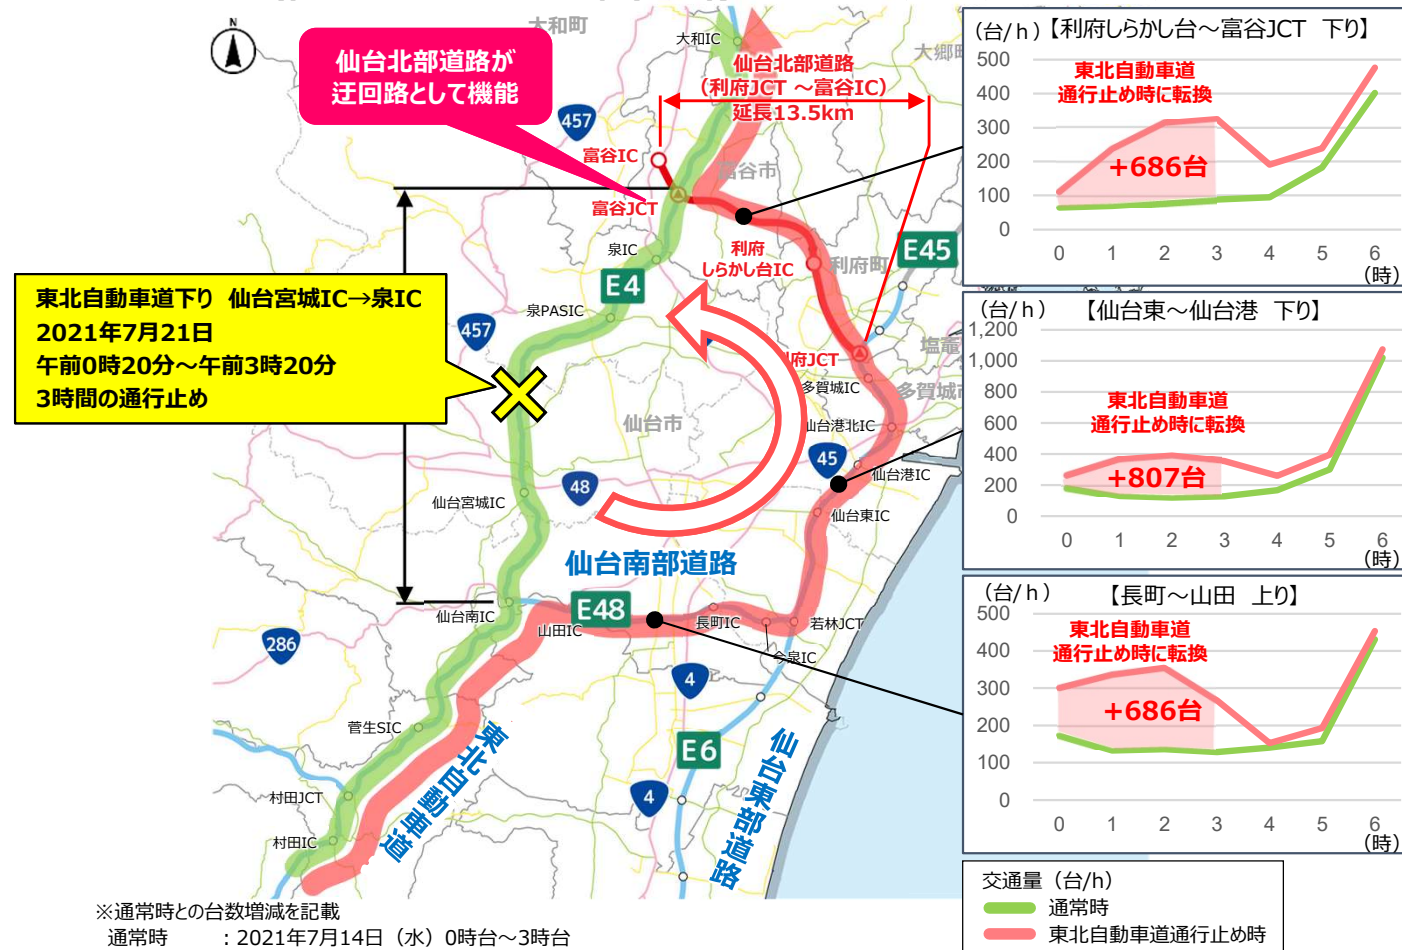 仙台北部道路が
迂回路として機能
N
大和町
大和IC
大郷町
仙台北部道路
(利府JCT ～富谷IC)
延長13.5km
457
富谷IC
富谷市
富谷JCT
泉IC
利府
しらかし台IC
利府町
E45
E4
泉PASIC
457
東北自動車道下り 仙台宮城IC→泉IC
2021年7月21日
午前0時20分～午前3時20分
3時間の通行止め
府JCT
塩竈
多賀城IC
多賀城
仙台市
仙台港北IC
45
仙台港IC
48
仙台宮城IC
仙台東IC
仙台南部道路
仙台南IC
E48
山田IC
長町IC
若林JCT
今泉IC
286
4
菅生SIC
東北自動車道
E6
仙台東部道路
村田JCT
4
村田IC
(台/h)【利府しらかし台～富谷JCT 下り】
500
400
300
200
100
0
東北自動車道
通行止め時に転換
+686台
0 1 2 3 4 5 6
(時)
(台/h) 【仙台東～仙台港 下り】
1,200
1,000
800
600
400
200
0
東北自動車道
通行止め時に転換
+807台
0 1 2 3 4 5 6
(時)
(台/h) 【長町～山田 上り】
500
400
300
200
100
0
東北自動車道
通行止め時に転換
+686台
0 1 2 3 4 5 6
(時)
交通量（台/h）
通常時
東北自動車道通行止め時
※通常時との台数増減を記載
通常時 ：2021年7月14日（水）0時台～3時台